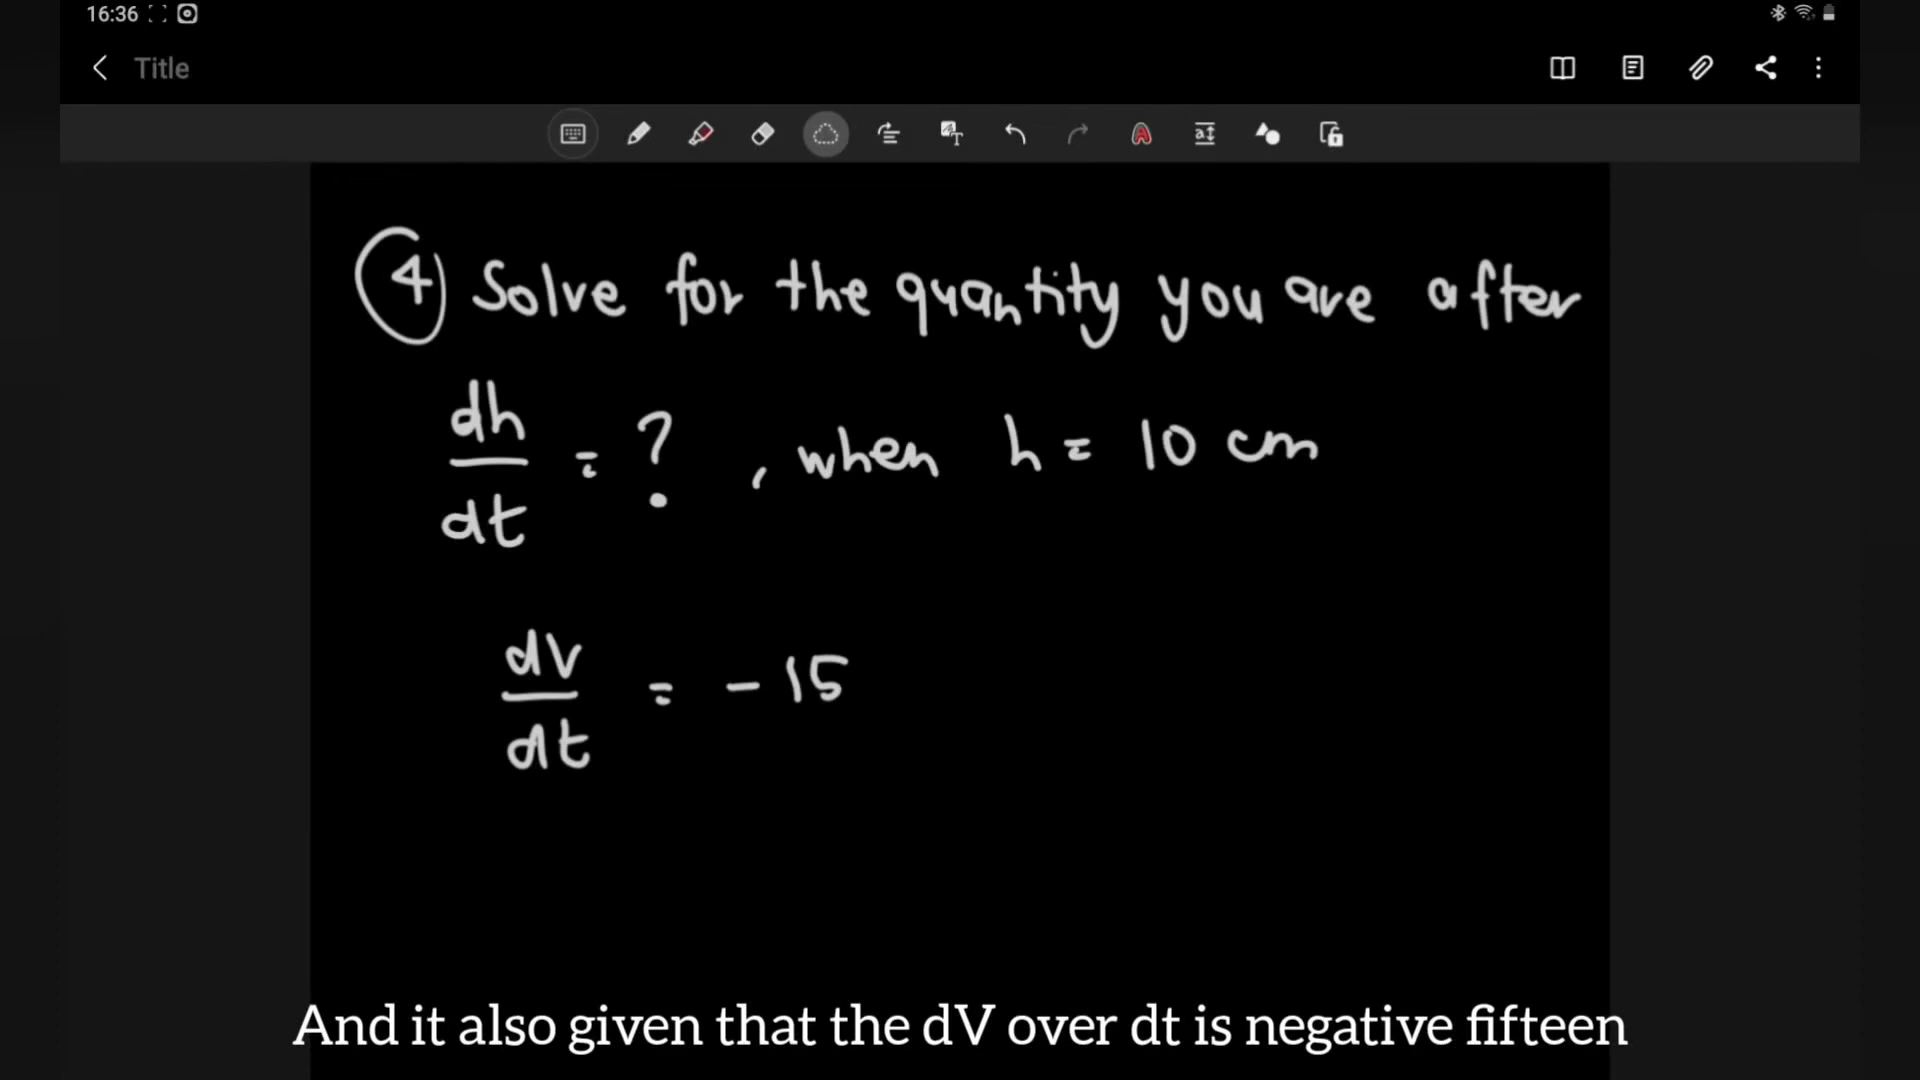 16:36
Title
④ Solve for the quantity you are after
dh/dt = ? , when h = 10 cm
dV/dt = - 15
And it also given that the dV over dt is negative fifteen